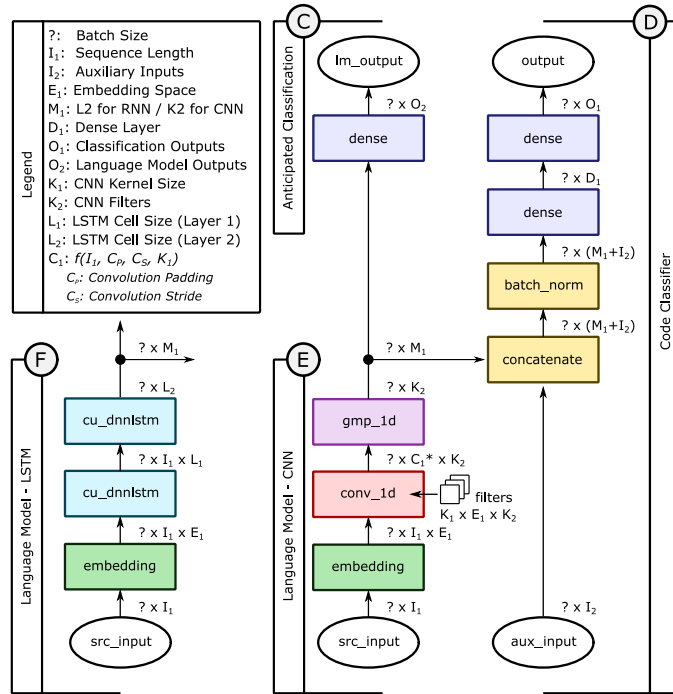 Legend
?: Batch Size
I₁: Sequence Length
I₂: Auxiliary Inputs
E₁: Embedding Space
M₁: L2 for RNN / K2 for CNN
D₁: Dense Layer
O₁: Classification Outputs
O₂: Language Model Outputs
K₁: CNN Kernel Size
K₂: CNN Filters
L₁: LSTM Cell Size (Layer 1)
L₂: LSTM Cell Size (Layer 2)
C₁: f(I₁, Cₚ, Cₛ, K₁)
Cₚ: Convolution Padding
Cₛ: Convolution Stride
C
Anticipated Classification
lm_output
? x O₂
dense
D
Code Classifier
output
? x O₁
dense
? x D₁
dense
? x (M₁+I₂)
batch_norm
? x (M₁+I₂)
concatenate
? x I₂
aux_input
F
Language Model - LSTM
? x M₁
? x L₂
cu_dnnlstm
? x I₁ x L₁
cu_dnnlstm
? x I₁ x E₁
embedding
? x I₁
src_input
E
Language Model - CNN
? x M₁
? x K₂
gmp_1d
? x C₁* x K₂
conv_1d
filters
K₁ x E₁ x K₂
? x I₁ x E₁
embedding
? x I₁
src_input